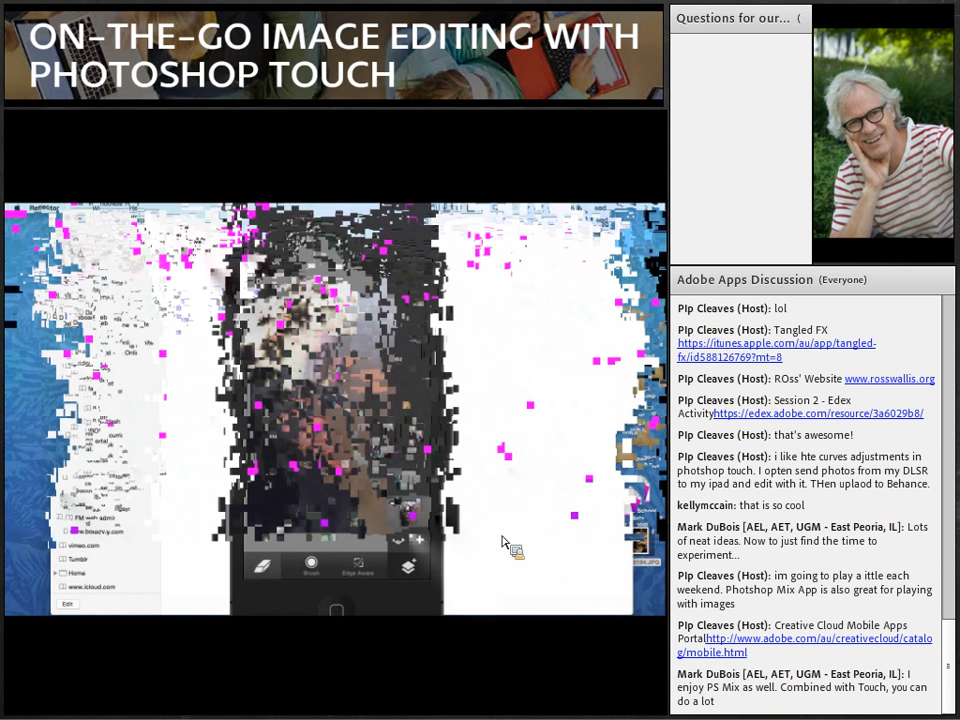 ON-THE-GO IMAGE EDITING WITH
PHOTOSHOP TOUCH
vimeo.com
Tumblr
Home
www.icloud.com
Edit
Brush
Edge Aware
Questions for our... (
Adobe Apps Discussion (Everyone)
PIp Cleaves (Host): lol
PIp Cleaves (Host): Tangled FX
https://itunes.apple.com/au/app/tangled-
fx/id588126769?mt=8
PIp Cleaves (Host): ROss' Website www.rosswallis.org
PIp Cleaves (Host): Session 2 - Edex
Activityhttps://edex.adobe.com/resource/3a6029b8/
PIp Cleaves (Host): that's awesome!
PIp Cleaves (Host): i like hte curves adjustments in
photshop touch. I opten send photos from my DLSR
to my ipad and edit with it. THen uplaod to Behance.
kellymccain: that is so cool
Mark DuBois [AEL, AET, UGM - East Peoria, IL]: Lots
of neat ideas. Now to just find the time to
experiment...
PIp Cleaves (Host): im going to play a ittle each
weekend. Photshop Mix App is also great for playing
with images
PIp Cleaves (Host): Creative Cloud Mobile Apps
Portalhttp://www.adobe.com/au/creativecloud/catalo
g/mobile.html
Mark DuBois [AEL, AET, UGM - East Peoria, IL]: I
enjoy PS Mix as well. Combined with Touch, you can
do a lot